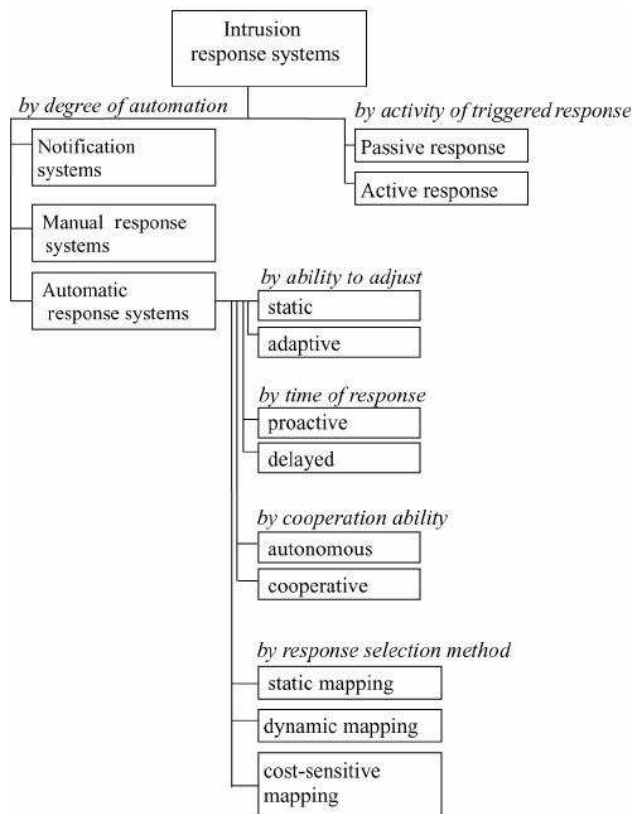 Intrusion
response systems
by degree of automation
by activity of triggered response
Notification
systems
Passive response
Active response
Manual response
systems
Automatic
response systems
by ability to adjust
static
adaptive
by time of response
proactive
delayed
by cooperation ability
autonomous
cooperative
by response selection method
static mapping
dynamic mapping
cost-sensitive
mapping